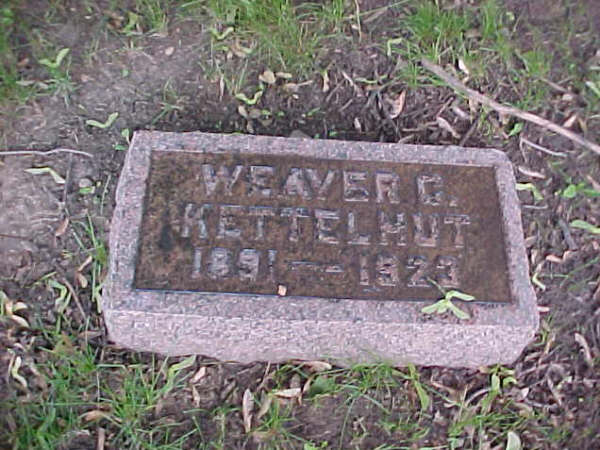 WEAVER C.
KETTELHUT
1891 — 1923